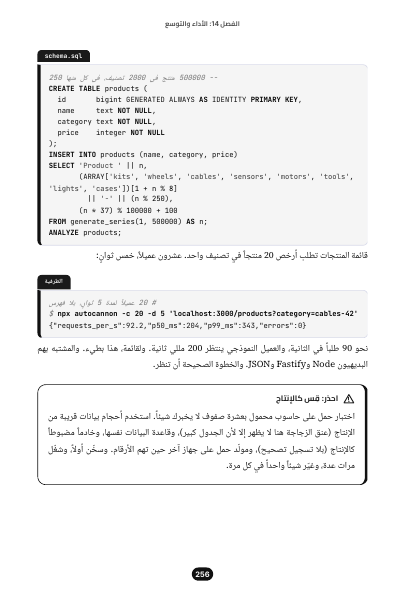 الفصل 14: الأداء والتوسع
schema.sql
-- 500000 منتج في 2000 تصنيف، في كل منها 250
CREATE TABLE products (
id bigint GENERATED ALWAYS AS IDENTITY PRIMARY KEY,
name text NOT NULL,
category text NOT NULL,
price integer NOT NULL
);
INSERT INTO products (name, category, price)
SELECT 'Product ' || n,
(ARRAY['kits', 'wheels', 'cables', 'sensors', 'motors', 'tools',
'lights', 'cases'])[1 + n % 8]
|| '-' || (n % 250),
(n * 37) % 100000 + 100
FROM generate_series(1, 500000) AS n;
ANALYZE products;
قائمة المنتجات تطلب أرخص 20 منتجاً في تصنيف واحد. عشرون عميلاً، خمس ثوانٍ:
الطرفية
# 20 عميلاً لمدة 5 ثوانٍ، بلا فهرس
$ npx autocannon -c 20 -d 5 'localhost:3000/products?category=cables-42'
{"requests_per_s":92.2,"p50_ms":204,"p99_ms":343,"errors":0}
نحو 90 طلباً في الثانية، والعميل النموذجي ينتظر 200 مللي ثانية. ولقائمة، هذا بطيء. والمشتبه بهم
البديهيون Node وFastify وJSON. والخطوة الصحيحة أن تنظر.
احذر: قِس كالإنتاج
اختبار حمل على حاسوب محمول بعشرة صفوف لا يخبرك شيئاً. استخدم أحجام بيانات قريبة من
الإنتاج (عنق الزجاجة هنا لا يظهر إلا لأن الجدول كبير)، وقاعدة البيانات نفسها، وخادماً مضبوطاً
كالإنتاج (بلا تسجيل تصحيح)، ومولّد حمل على جهاز آخر حين تهم الأرقام. وسخّن أولاً، وشغّل
مرات عدة، وغيّر شيئاً واحداً في كل مرة.
256